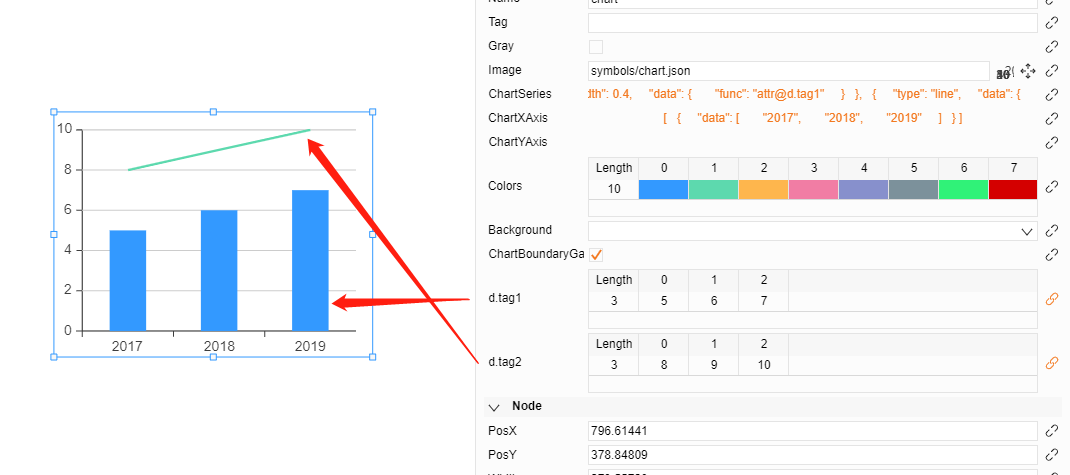 10
8
6
4
2
0
2017 2018 2019
Name chart
Tag
Gray
Image symbols/chart.json
ChartSeries dth": 0.4, "data": { "func": "attr@d.tag1" } }, { "type": "line", "data": {
ChartXAxis [ { "data": [ "2017", "2018", "2019" ] } ]
ChartYAxis
Length 0 1 2 3 4 5 6 7
Colors
10
Background
ChartBoundaryGa
Length 0 1 2
d.tag1
3 5 6 7
Length 0 1 2
d.tag2
3 8 9 10
Node
PosX 796.61441
PosY 378.84809